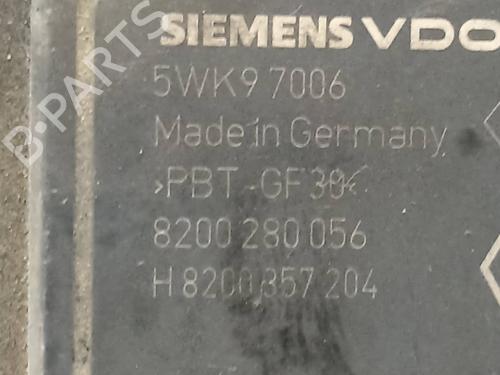 SIEMENS VDO
5WK9 7006
Made in Germany
>PBT-GF30<
8200 280 056
H 8200 357 204
B-PARTS